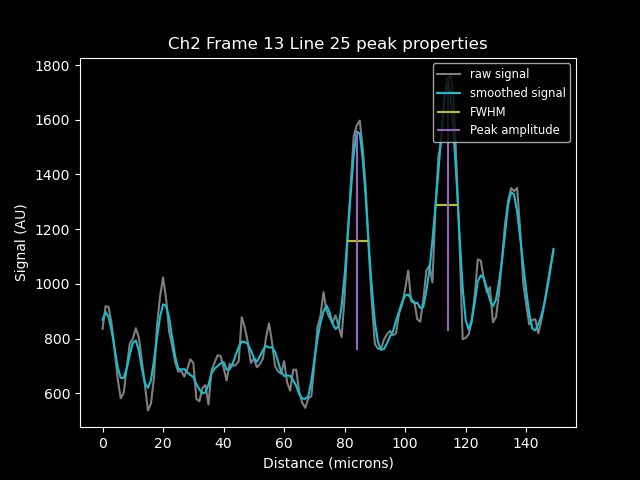 Ch2 Frame 13 Line 25 peak properties
raw signal
smoothed signal
FWHM
Peak amplitude
1800
1600
1400
1200
1000
800
600
Signal (AU)
0 20 40 60 80 100 120 140
Distance (microns)